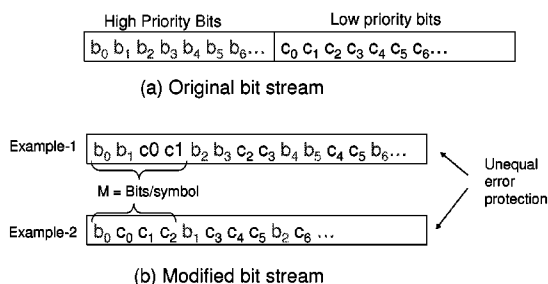 High Priority Bits
Low priority bits
b₀ b₁ b₂ b₃ b₄ b₅ b₆... c₀ c₁ c₂ c₃ c₄ c₅ c₆...
(a) Original bit stream
Example-1
b₀ b₁ c0 c1 b₂ b₃ c₂ c₃ b₄ b₅ c₄ c₅ b₆...
Unequal
error
protection
M = Bits/symbol
Example-2
b₀ c₀ c₁ c₂ b₁ c₃ c₄ c₅ b₂ c₆ ...
(b) Modified bit stream